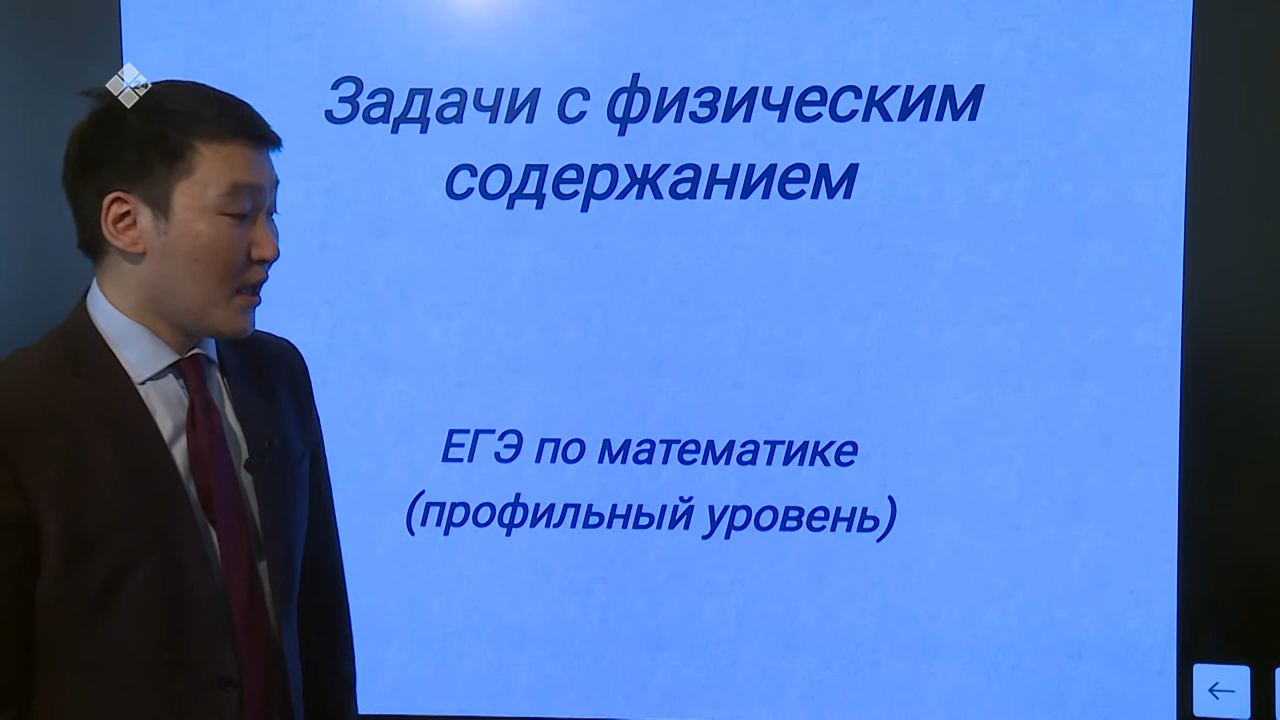 Задачи с физическим
содержанием
ЕГЭ по математике
(профильный уровень)